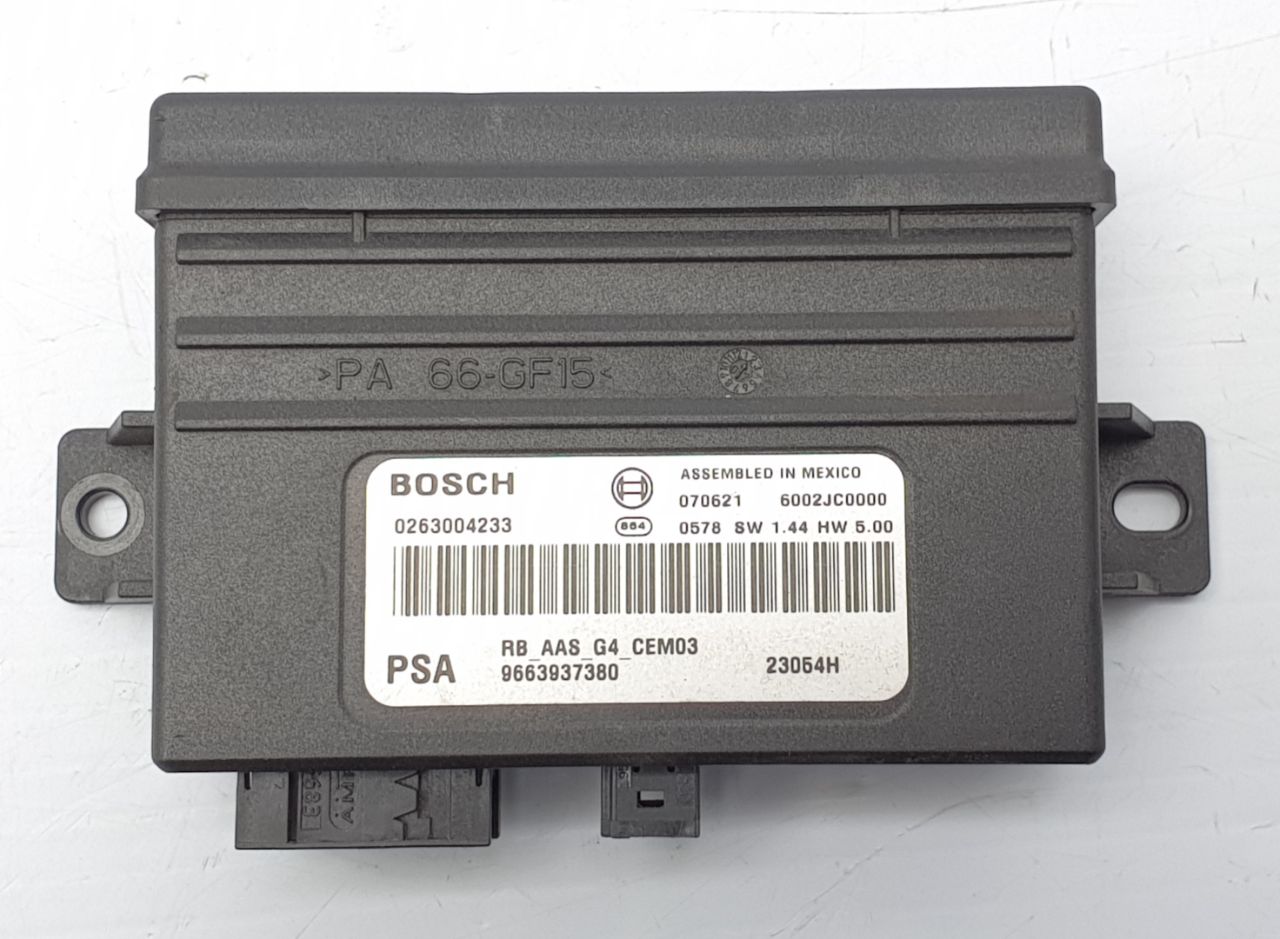 >PA 66-GF15<
BOSCH
ASSEMBLED IN MEXICO
070621 6002JC0000
0263004233
864
0578 SW 1.44 HW 5.00
RB_AAS_G4_CEM03
PSA
9663937380
23054H